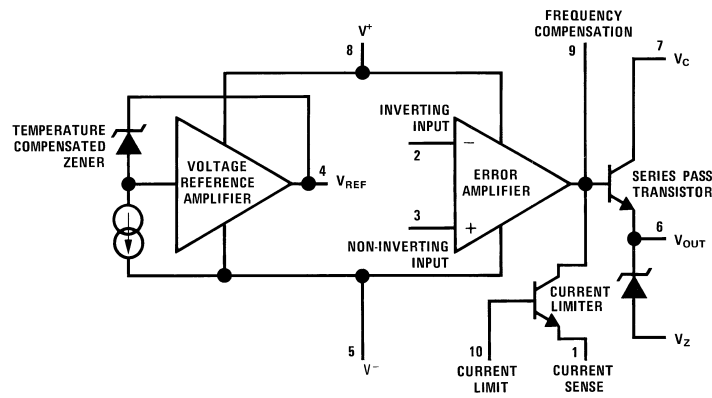 FREQUENCY
COMPENSATION
9
V+
8
7
VC
TEMPERATURE
COMPENSATED
ZENER
VOLTAGE
REFERENCE
AMPLIFIER
4
VREF
INVERTING
INPUT
2
−
ERROR
AMPLIFIER
3
+
NON-INVERTING
INPUT
SERIES PASS
TRANSISTOR
6
VOUT
CURRENT
LIMITER
VZ
5
V−
10
CURRENT
LIMIT
1
CURRENT
SENSE